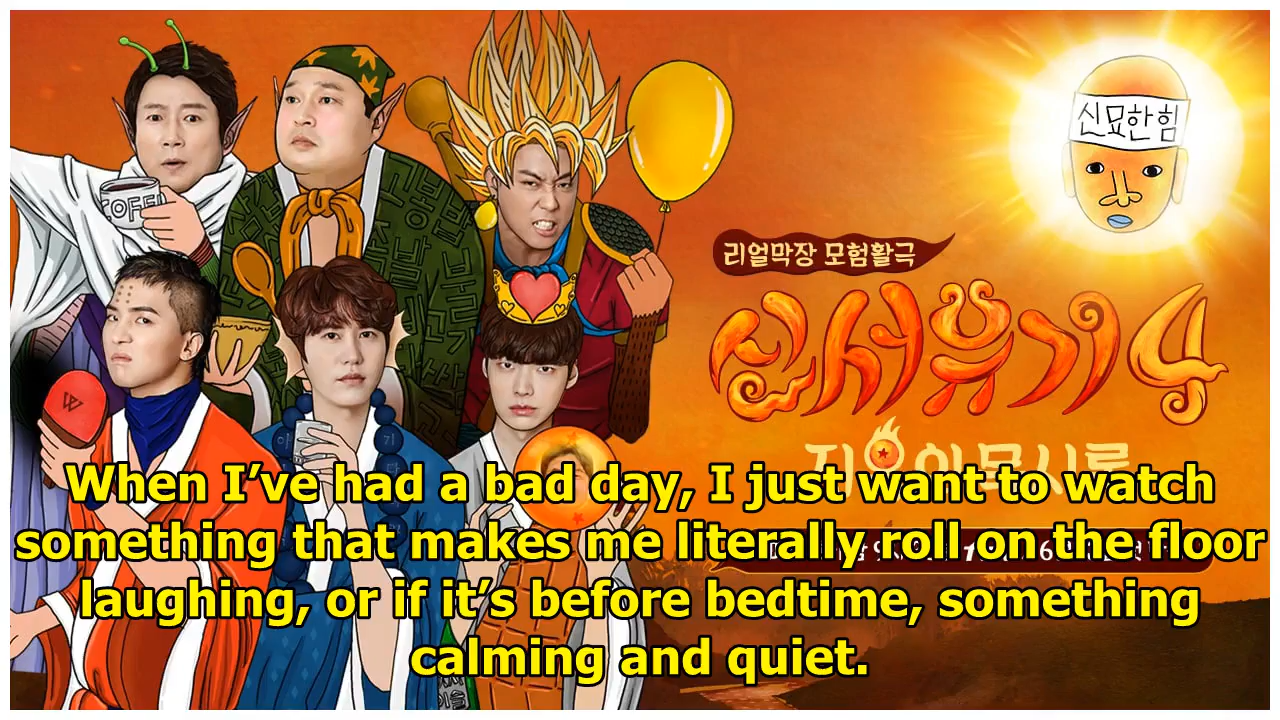 신묘한힘
COFFE
리얼막장 모험활극
신서유기4
When I’ve had a bad day, I just want to watch
something that makes me literally roll on the floor
laughing, or if it’s before bedtime, something
calming and quiet.